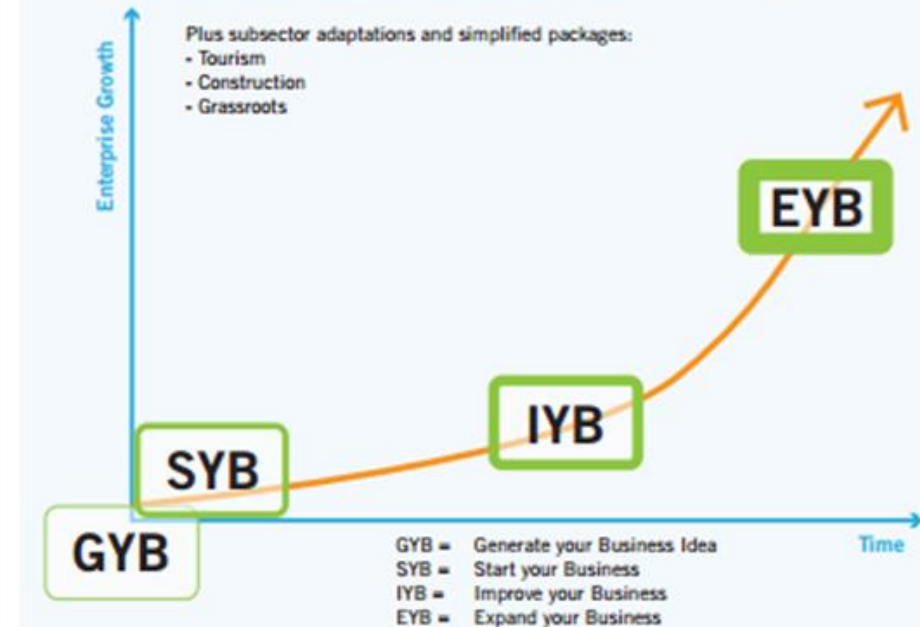 Plus subsector adaptations and simplified packages:
- Tourism
- Construction
- Grassroots
Enterprise Growth
EYB
IYB
SYB
GYB
Time
GYB = Generate your Business Idea
SYB = Start your Business
IYB = Improve your Business
EYB = Expand your Business